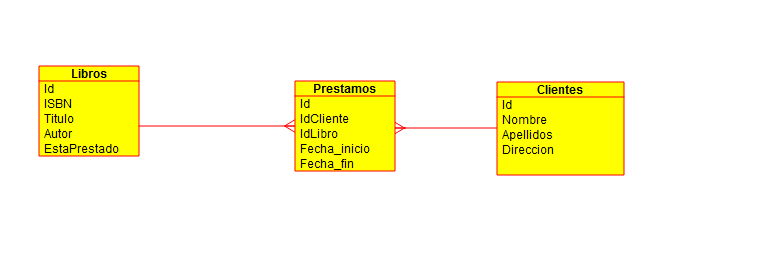 Libros
Id
ISBN
Titulo
Autor
EstaPrestado
Prestamos
Id
IdCliente
IdLibro
Fecha_inicio
Fecha_fin
Clientes
Id
Nombre
Apellidos
Direccion